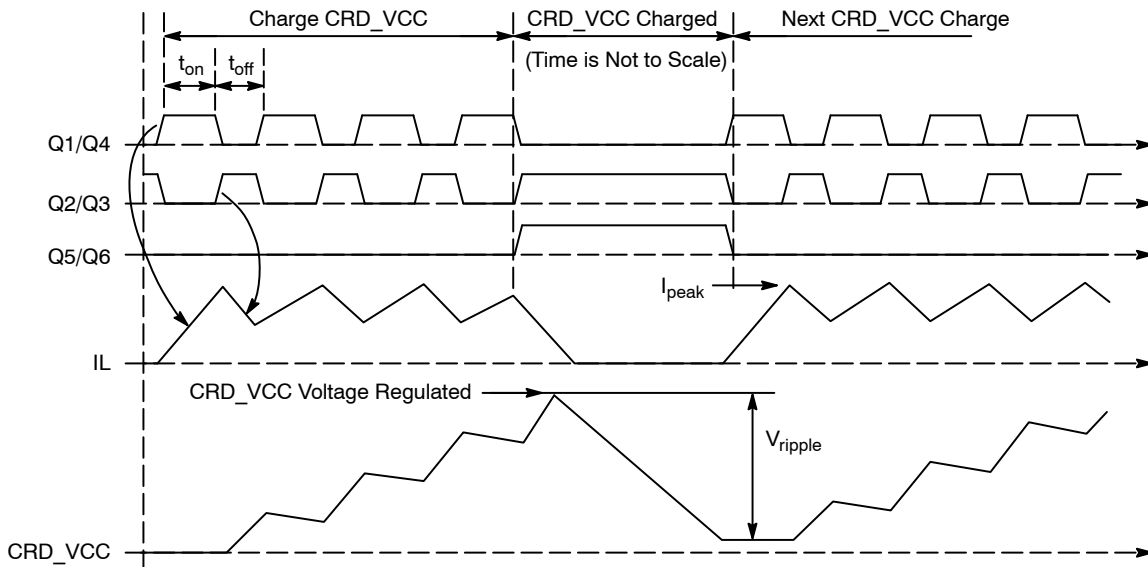 Charge CRD_VCC
CRD_VCC Charged
Next CRD_VCC Charge
(Time is Not to Scale)
ton
toff
Q1/Q4
Q2/Q3
Q5/Q6
Ipeak
IL
CRD_VCC Voltage Regulated
Vripple
CRD_VCC